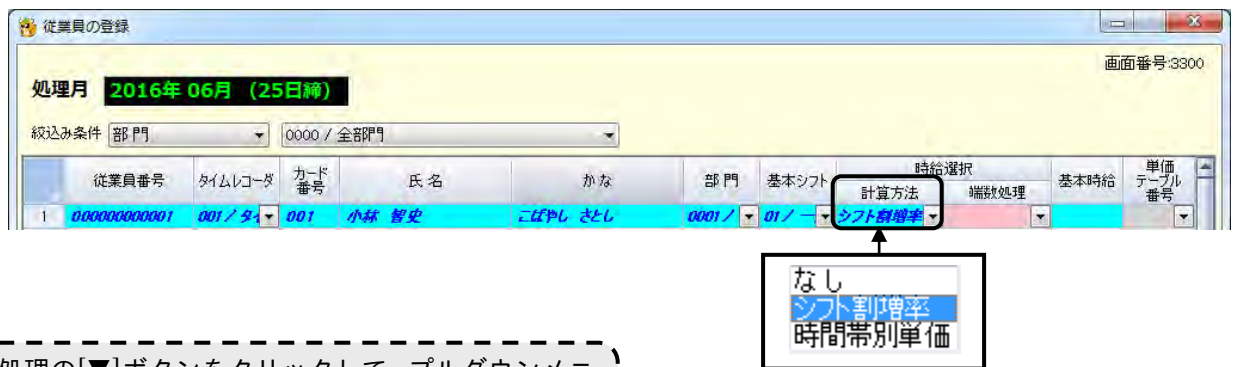 従業員の登録
画面番号:3300
処理月 2016年 06月 (25日締)
絞込み条件 部門 0000 / 全部門
従業員番号 タイムレコーダ カード番号 氏 名 か な 部 門 基本シフト 時給選択 計算方法 端数処理 基本時給 単価テーブル番号
1 000000000001 001 / タイ 001 小林 智史 こばやし さとし 0001 / 01 / 一 シフト割増率
なし
シフト割増率
時間帯別単価
処理の[▼]ボタンをクリックして、プルダウンメニ